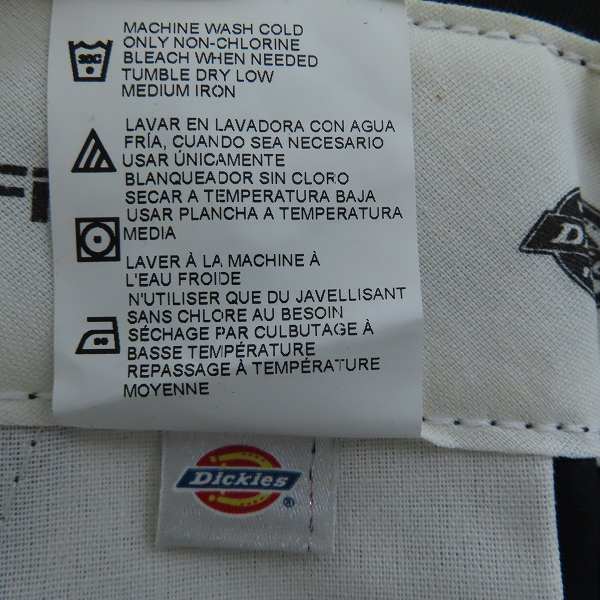 MACHINE WASH COLD
ONLY NON-CHLORINE
BLEACH WHEN NEEDED
TUMBLE DRY LOW
MEDIUM IRON
30C
LAVAR EN LAVADORA CON AGUA
FRÍA, CUANDO SEA NECESARIO
USAR ÚNICAMENTE
BLANQUEADOR SIN CLORO
SECAR A TEMPERATURA BAJA
USAR PLANCHA A TEMPERATURA
MEDIA
LAVER À LA MACHINE À
L'EAU FROIDE
N'UTILISER QUE DU JAVELLISANT
SANS CHLORE AU BESOIN
SÉCHAGE PAR CULBUTAGE À
BASSE TEMPÉRATURE
REPASSAGE À TEMPÉRATURE
MOYENNE
Dickies ®